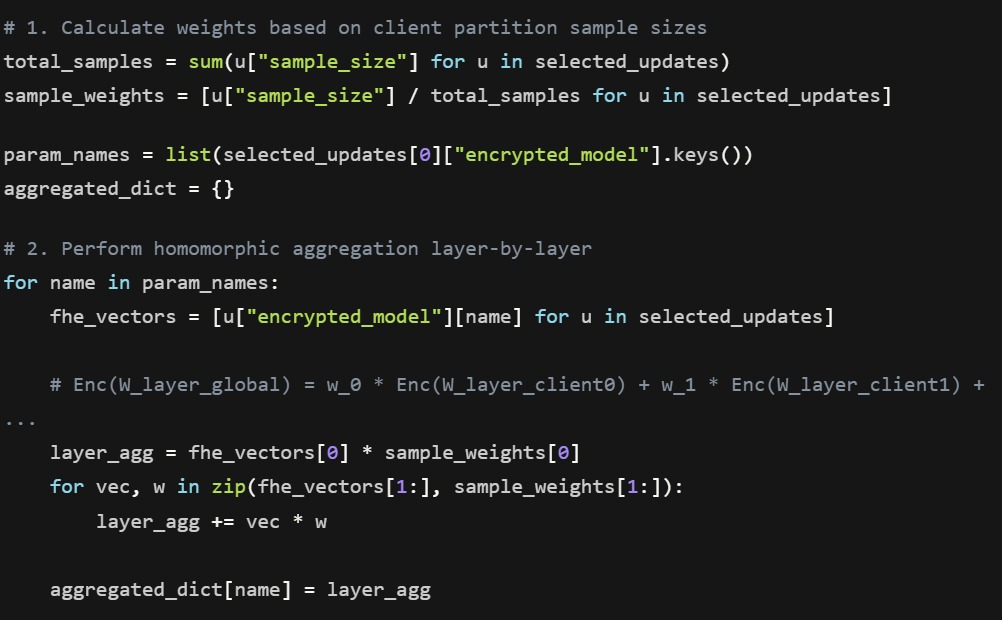 # 1. Calculate weights based on client partition sample sizes
total_samples = sum(u["sample_size"] for u in selected_updates)
sample_weights = [u["sample_size"] / total_samples for u in selected_updates]
param_names = list(selected_updates[0]["encrypted_model"].keys())
aggregated_dict = {}
# 2. Perform homomorphic aggregation layer-by-layer
for name in param_names:
    fhe_vectors = [u["encrypted_model"][name] for u in selected_updates]
    # Enc(W_layer_global) = w_0 * Enc(W_layer_client0) + w_1 * Enc(W_layer_client1) +
...
    layer_agg = fhe_vectors[0] * sample_weights[0]
    for vec, w in zip(fhe_vectors[1:], sample_weights[1:]):
        layer_agg += vec * w
    aggregated_dict[name] = layer_agg